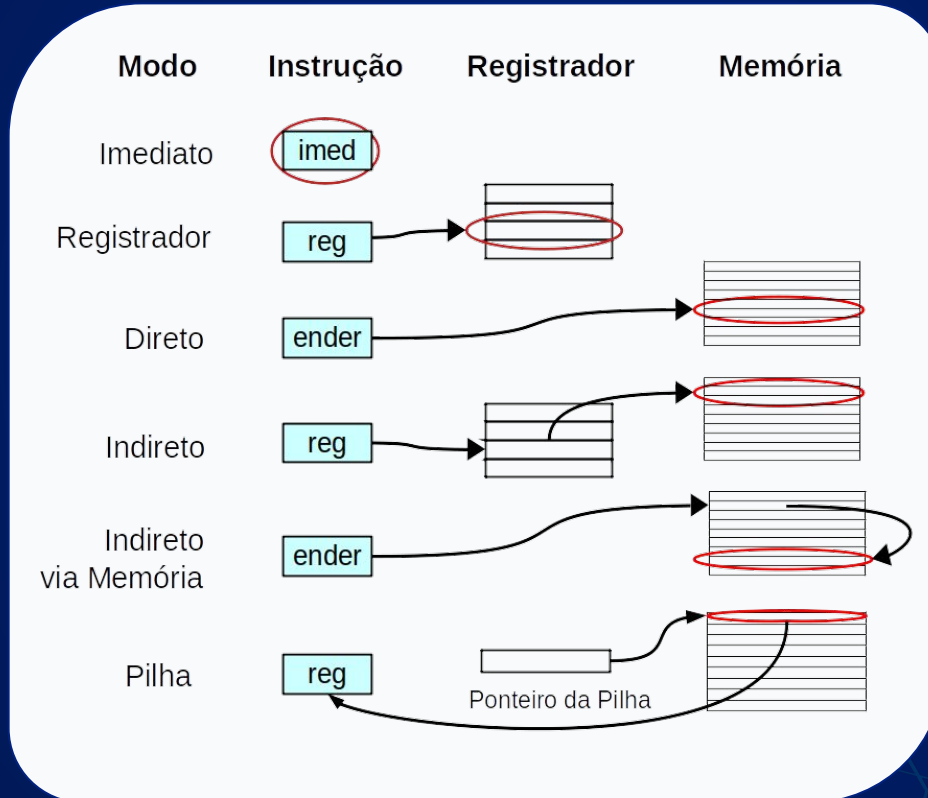 Modo Instrução Registrador Memória
Imediato imed
Registrador reg
Direto ender
Indireto reg
Indireto
via Memória ender
Pilha reg
Ponteiro da Pilha